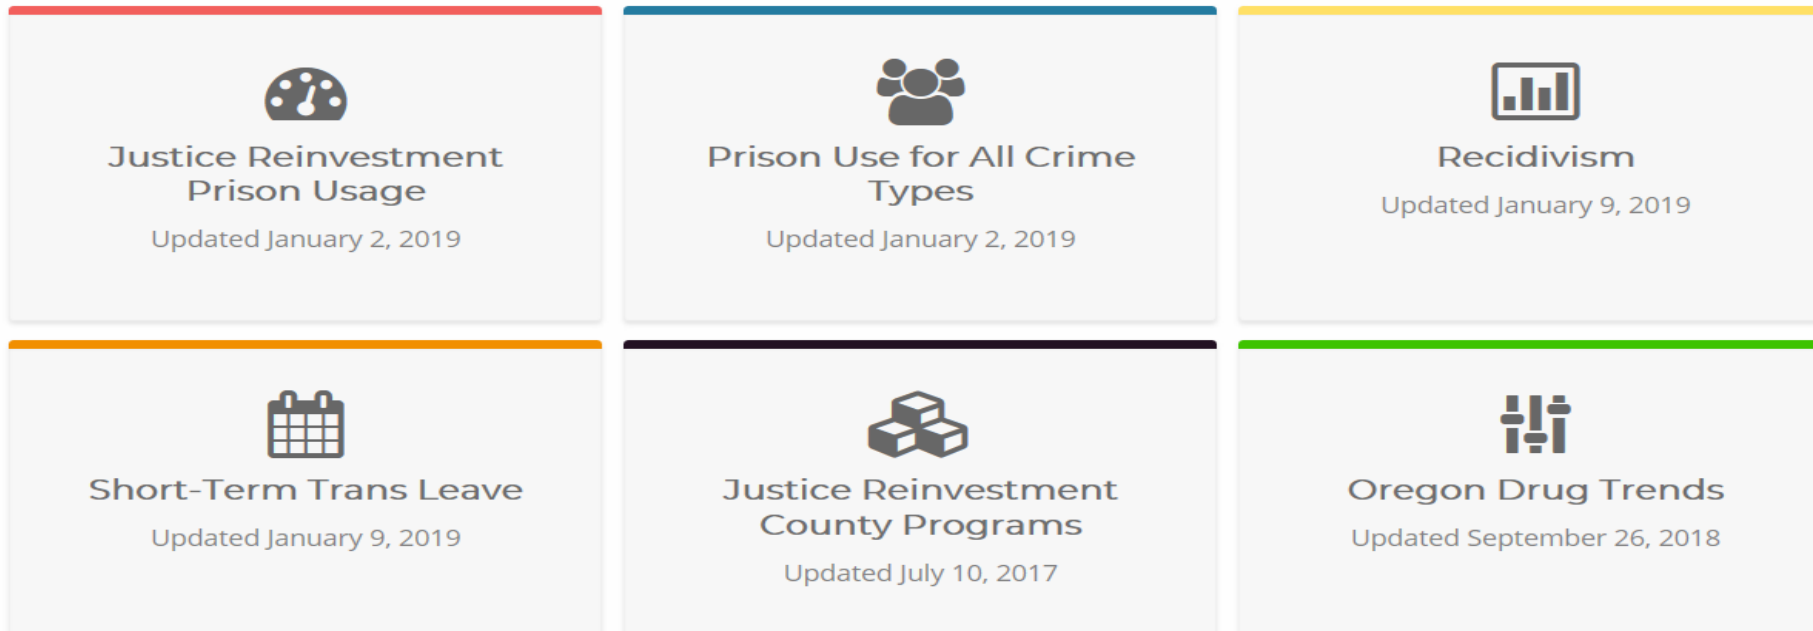 Justice Reinvestment
Prison Usage
Updated January 2, 2019
Prison Use for All Crime
Types
Updated January 2, 2019
Recidivism
Updated January 9, 2019
Short-Term Trans Leave
Updated January 9, 2019
Justice Reinvestment
County Programs
Updated July 10, 2017
Oregon Drug Trends
Updated September 26, 2018